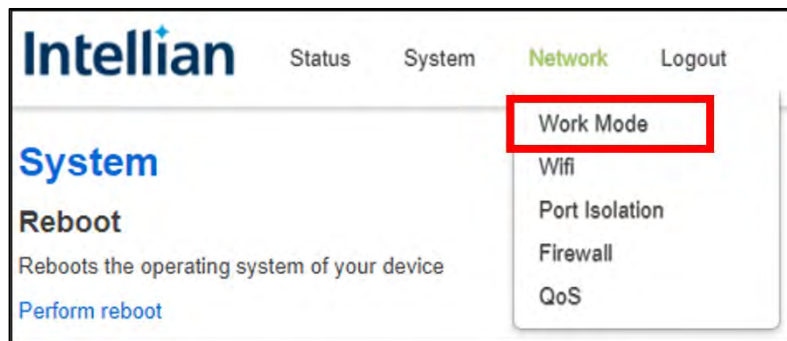 Intellian Status System Network Logout
Work Mode
Wifi
Port Isolation
Firewall
QoS
System
Reboot
Reboots the operating system of your device
Perform reboot